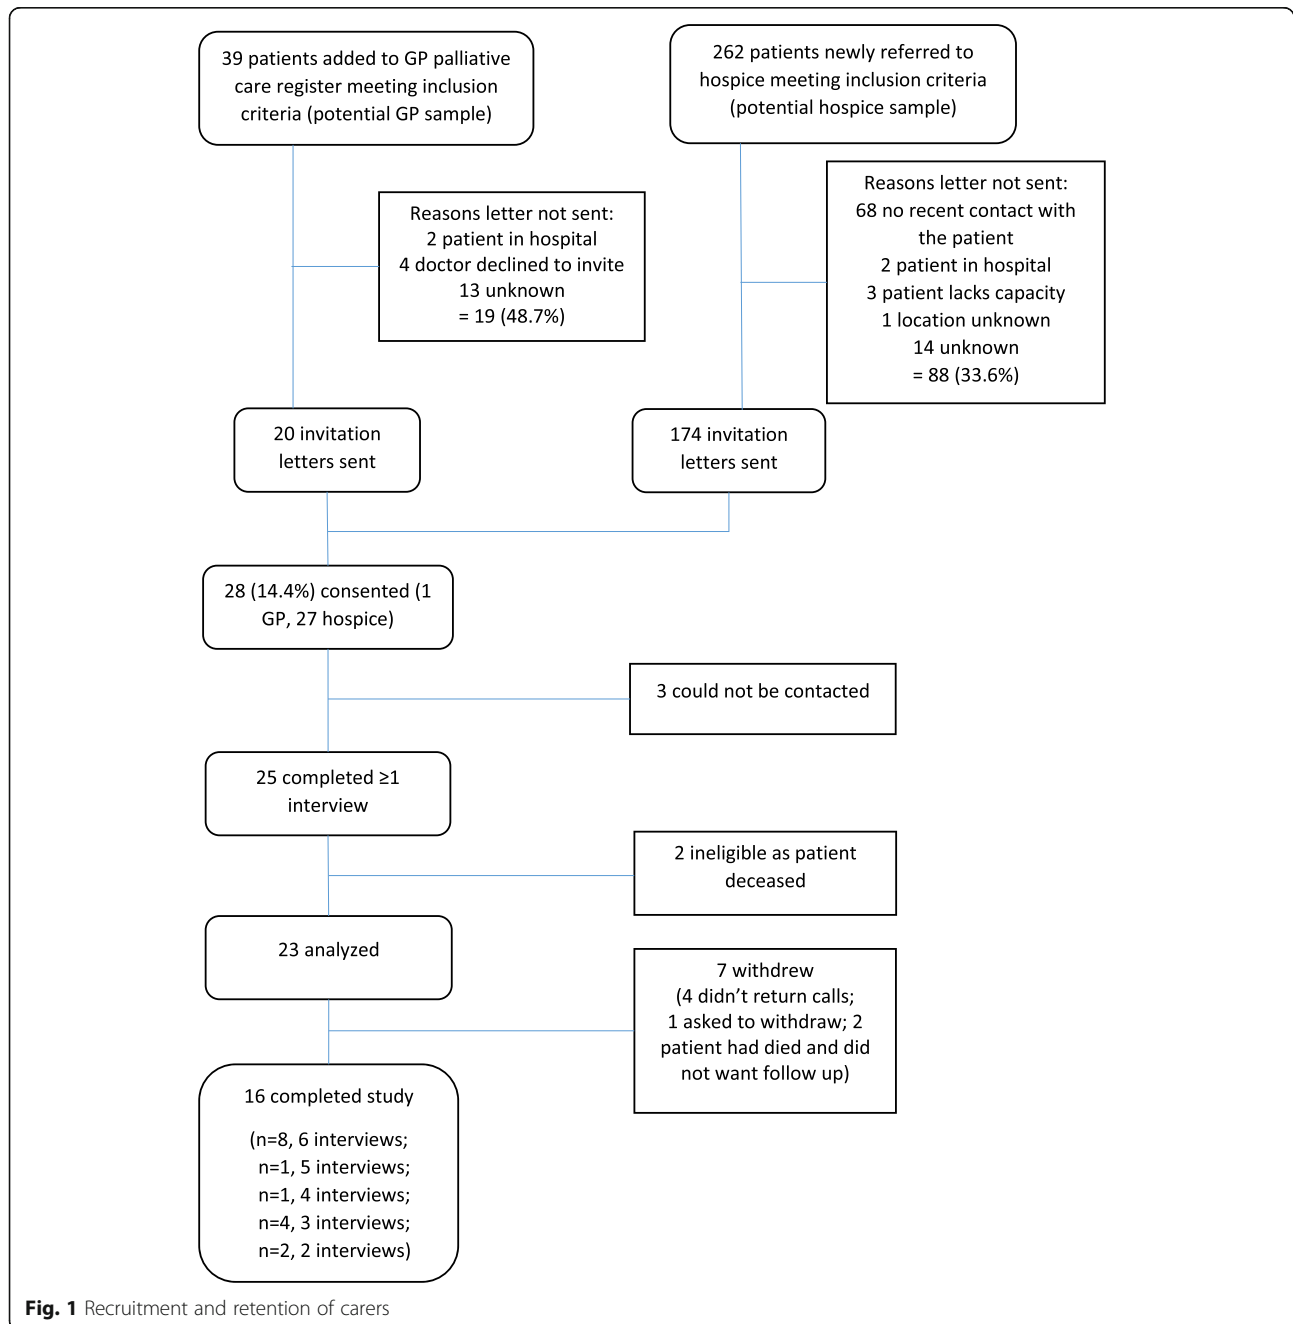 39 patients added to GP palliative
care register meeting inclusion
criteria (potential GP sample)
262 patients newly referred to
hospice meeting inclusion criteria
(potential hospice sample)
Reasons letter not sent:
2 patient in hospital
4 doctor declined to invite
13 unknown
= 19 (48.7%)
Reasons letter not sent:
68 no recent contact with
the patient
2 patient in hospital
3 patient lacks capacity
1 location unknown
14 unknown
= 88 (33.6%)
20 invitation
letters sent
174 invitation
letters sent
28 (14.4%) consented (1
GP, 27 hospice)
3 could not be contacted
25 completed ≥1
interview
2 ineligible as patient
deceased
23 analyzed
7 withdrew
(4 didn’t return calls;
1 asked to withdraw; 2
patient had died and did
not want follow up)
16 completed study
(n=8, 6 interviews;
n=1, 5 interviews;
n=1, 4 interviews;
n=4, 3 interviews;
n=2, 2 interviews)
Fig. 1 Recruitment and retention of carers